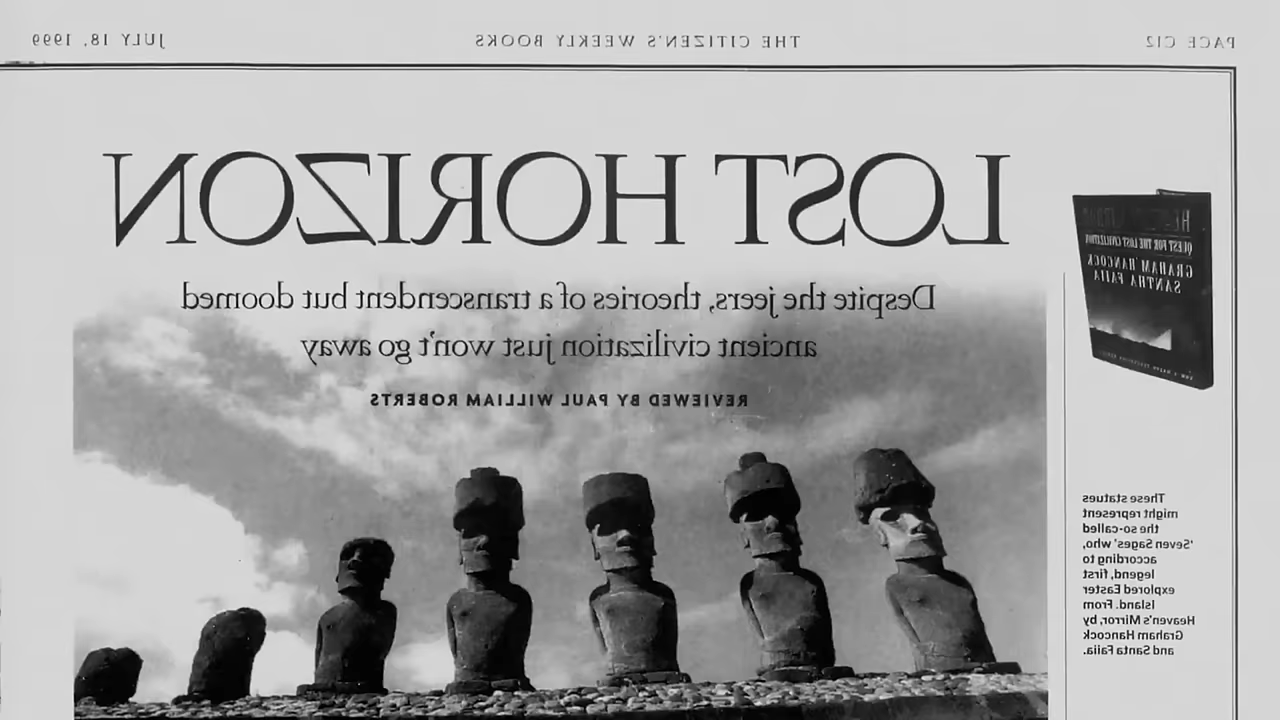 PAGE C12 THE CITIZEN'S WEEKLY BOOKS JULY 18, 1999
LOST HORIZON
Despite the jeers, theories of a transcendent but doomed
ancient civilization just won't go away
REVIEWED BY PAUL WILLIAM ROBERTS
QUEST FOR THE LOST CIVILIZATION
GRAHAM HANCOCK
SANTHA FAIIA
These statues
might represent
the so-called
'Seven Sages' who,
according to
legend, first
explored Easter
Island. From
Heaven's Mirror, by
Graham Hancock
and Santa Faiia.